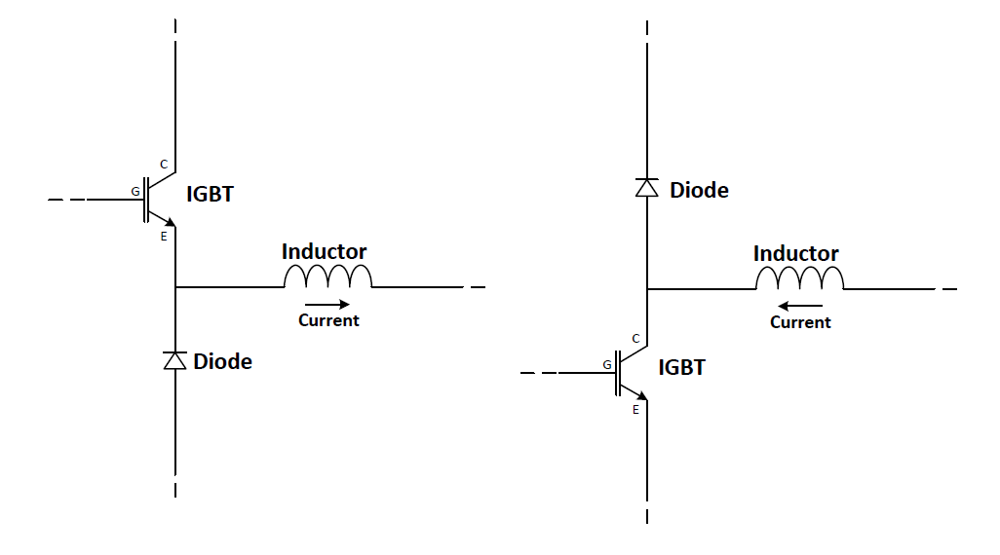 C
G
IGBT
E
Inductor
Current
Diode
Diode
Inductor
Current
C
G
IGBT
E